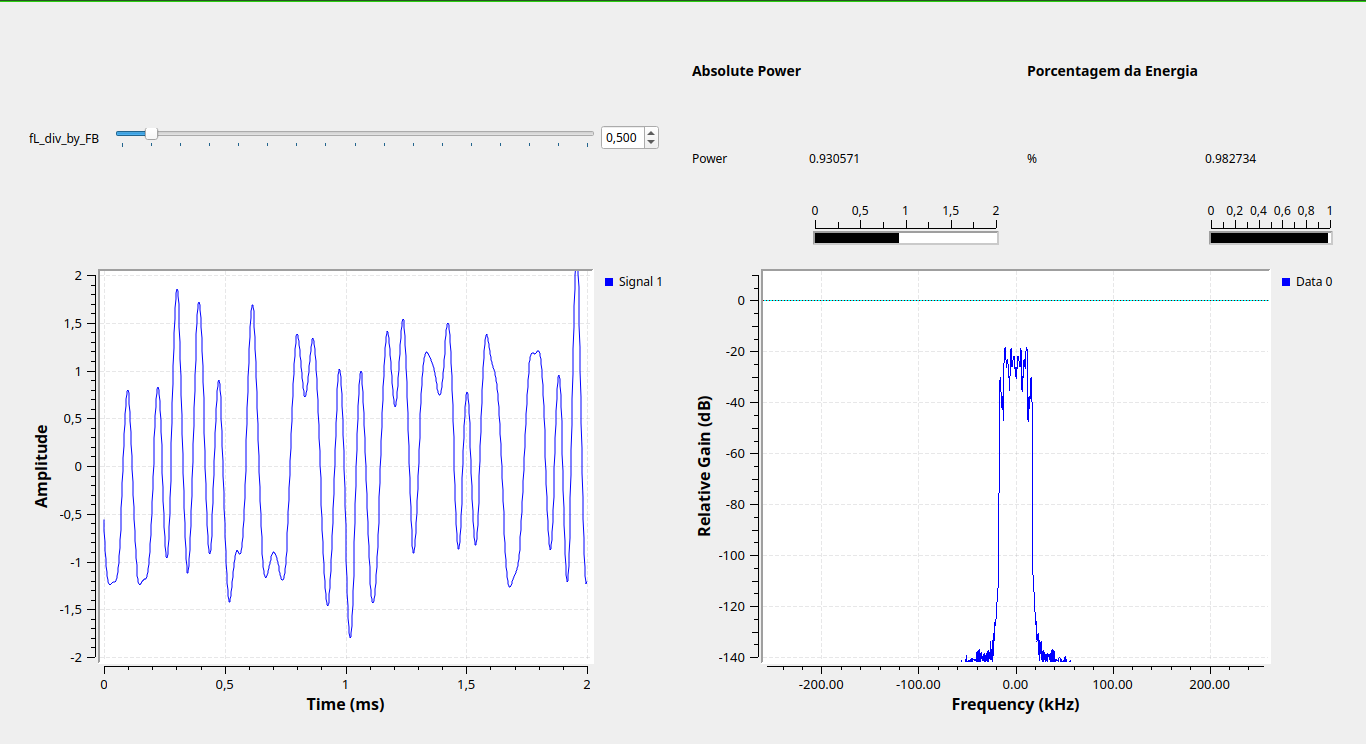 Absolute Power
Porcentagem da Energia
fL_div_by_FB
0,500
Power
0.930571
%
0.982734
0 0,5 1 1,5 2
0 0,2 0,4 0,6 0,8 1
2
1,5
1
0,5
0
-0,5
-1
-1,5
-2
Amplitude
0 0,5 1 1,5 2
Time (ms)
Signal 1
0
-20
-40
-60
-80
-100
-120
-140
Relative Gain (dB)
-200.00 -100.00 0.00 100.00 200.00
Frequency (kHz)
Data 0